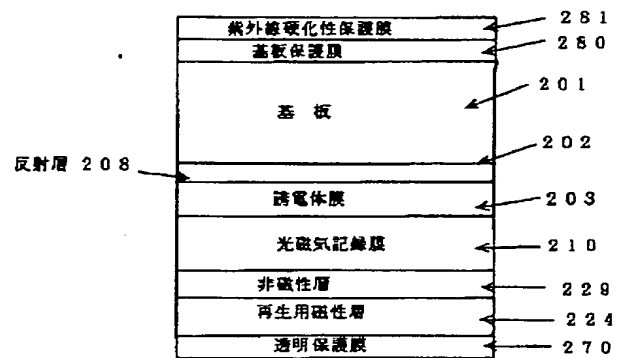 紫外線硬化性保護膜 281
基板保護膜 280
基 板 201
202
反射層 208
誘電体膜 203
光磁気記録膜 210
非磁性層 229
再生用磁性層 224
透明保護膜 270